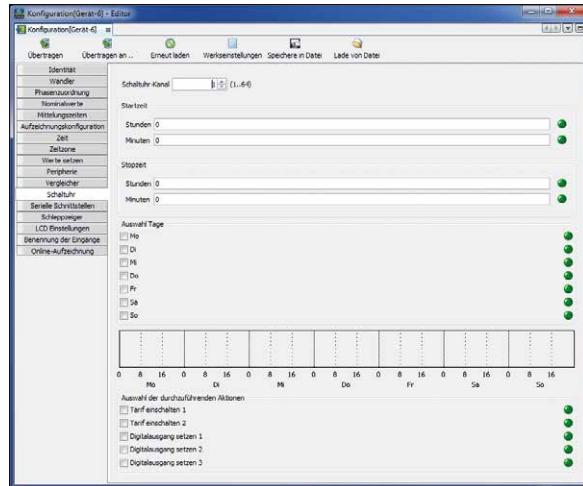 Konfiguration[Gerät-6] - Editor
Konfiguration[Gerät-6]
Übertragen Übertragen an .. Erneut laden Werkseinstellungen Speichere in Datei Lade von Datei
Identität
Wandler
Phasenzuordnung
Nominalwerte
Mittelungszeiten
Aufzeichnungskonfiguration
Zeit
Zeitzone
Werte setzen
Peripherie
Vergleicher
Schaltuhr
Serielle Schnittstellen
Schleppzeiger
LCD Einstellungen
Benennung der Eingänge
Online-Aufzeichnung
Schaltuhr-Kanal 1 (1..64)
Startzeit
Stunden 0
Minuten 0
Stopzeit
Stunden 0
Minuten 0
Auswahl Tage
Mo
Di
Mi
Do
Fr
Sa
So
0 8 16 0 8 16 0 8 16 0 8 16 0 8 16 0 8 16 0 8 16
Mo Di Mi Do Fr Sa So
Auswahl der durchzuführenden Aktionen
Tarif einschalten 1
Tarif einschalten 2
Digitalausgang setzen 1
Digitalausgang setzen 2
Digitalausgang setzen 3